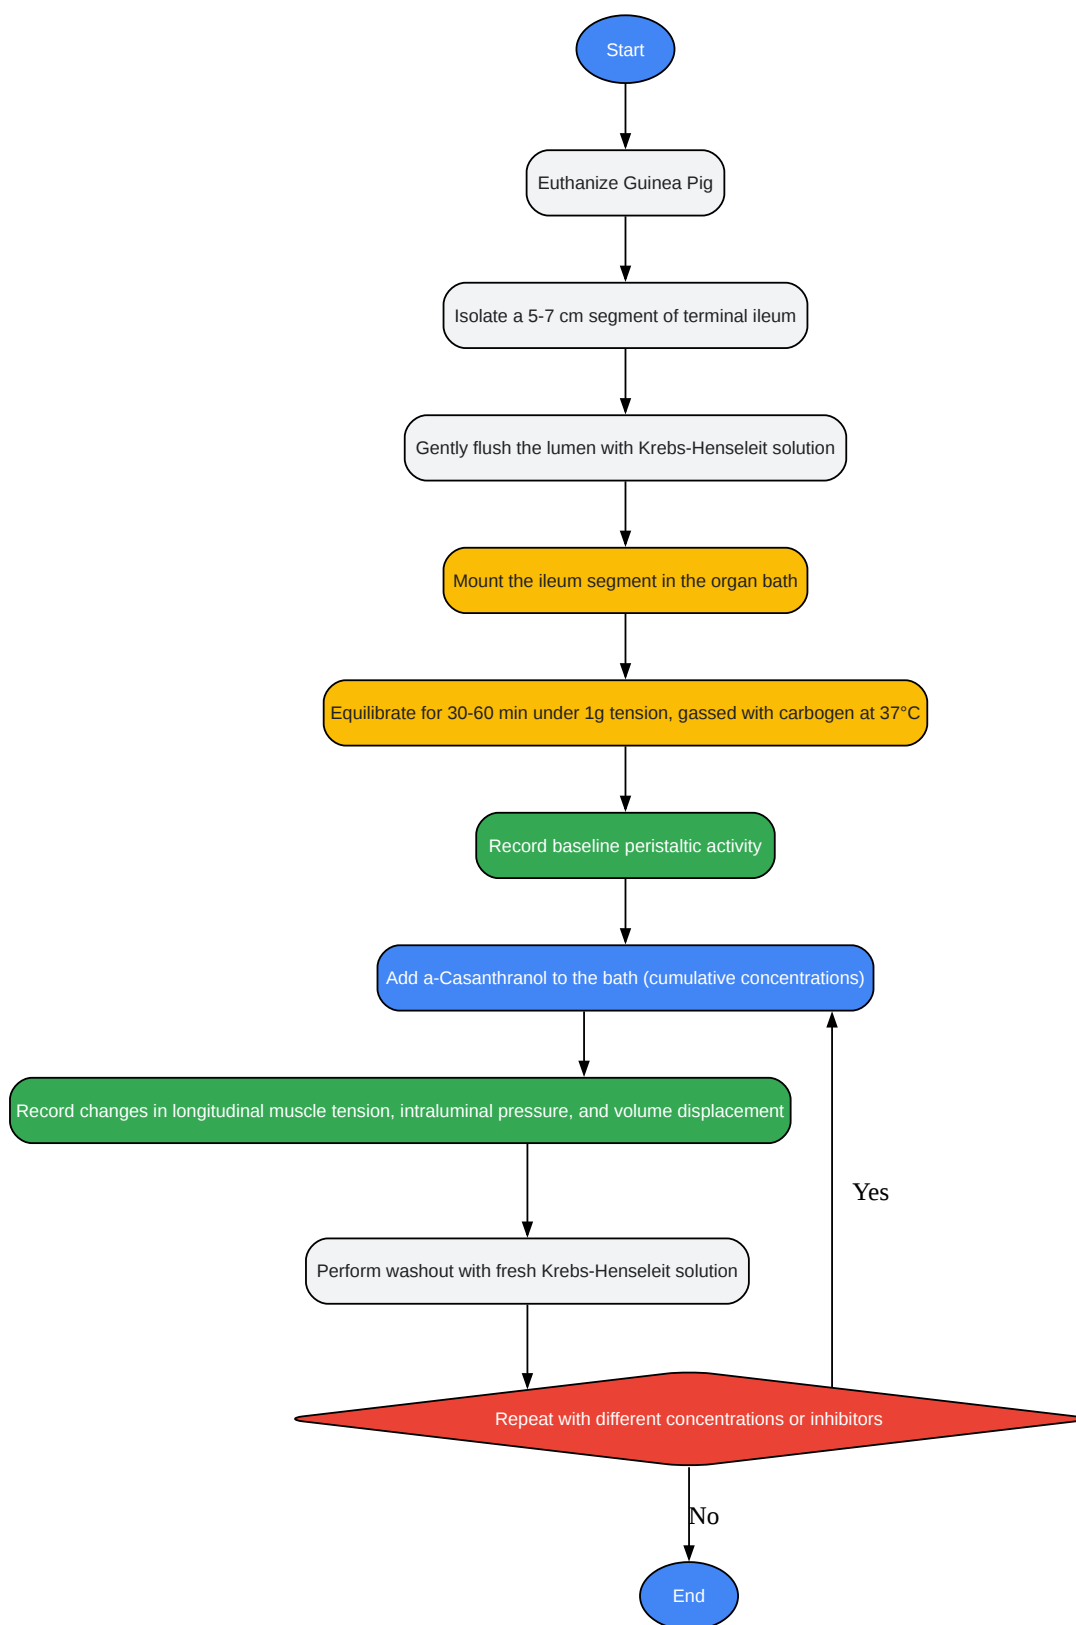 Start
Euthanize Guinea Pig
Isolate a 5-7 cm segment of terminal ileum
Gently flush the lumen with Krebs-Henseleit solution
Mount the ileum segment in the organ bath
Equilibrate for 30-60 min under 1g tension, gassed with carbogen at 37°C
Record baseline peristaltic activity
Add a-Casanthranol to the bath (cumulative concentrations)
Record changes in longitudinal muscle tension, intraluminal pressure, and volume displacement
Yes
Perform washout with fresh Krebs-Henseleit solution
Repeat with different concentrations or inhibitors
No
End